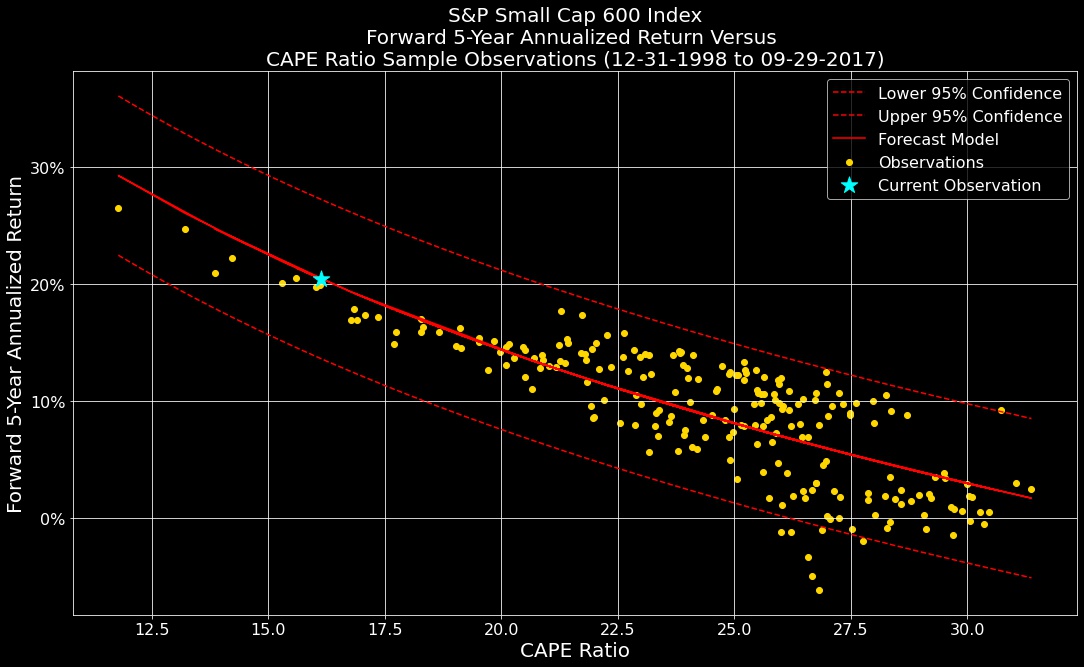 S&P Small Cap 600 Index
Forward 5-Year Annualized Return Versus
CAPE Ratio Sample Observations (12-31-1998 to 09-29-2017)
Lower 95% Confidence
Upper 95% Confidence
Forecast Model
Observations
Current Observation
Forward 5-Year Annualized Return
30%
20%
10%
0%
12.5 15.0 17.5 20.0 22.5 25.0 27.5 30.0
CAPE Ratio